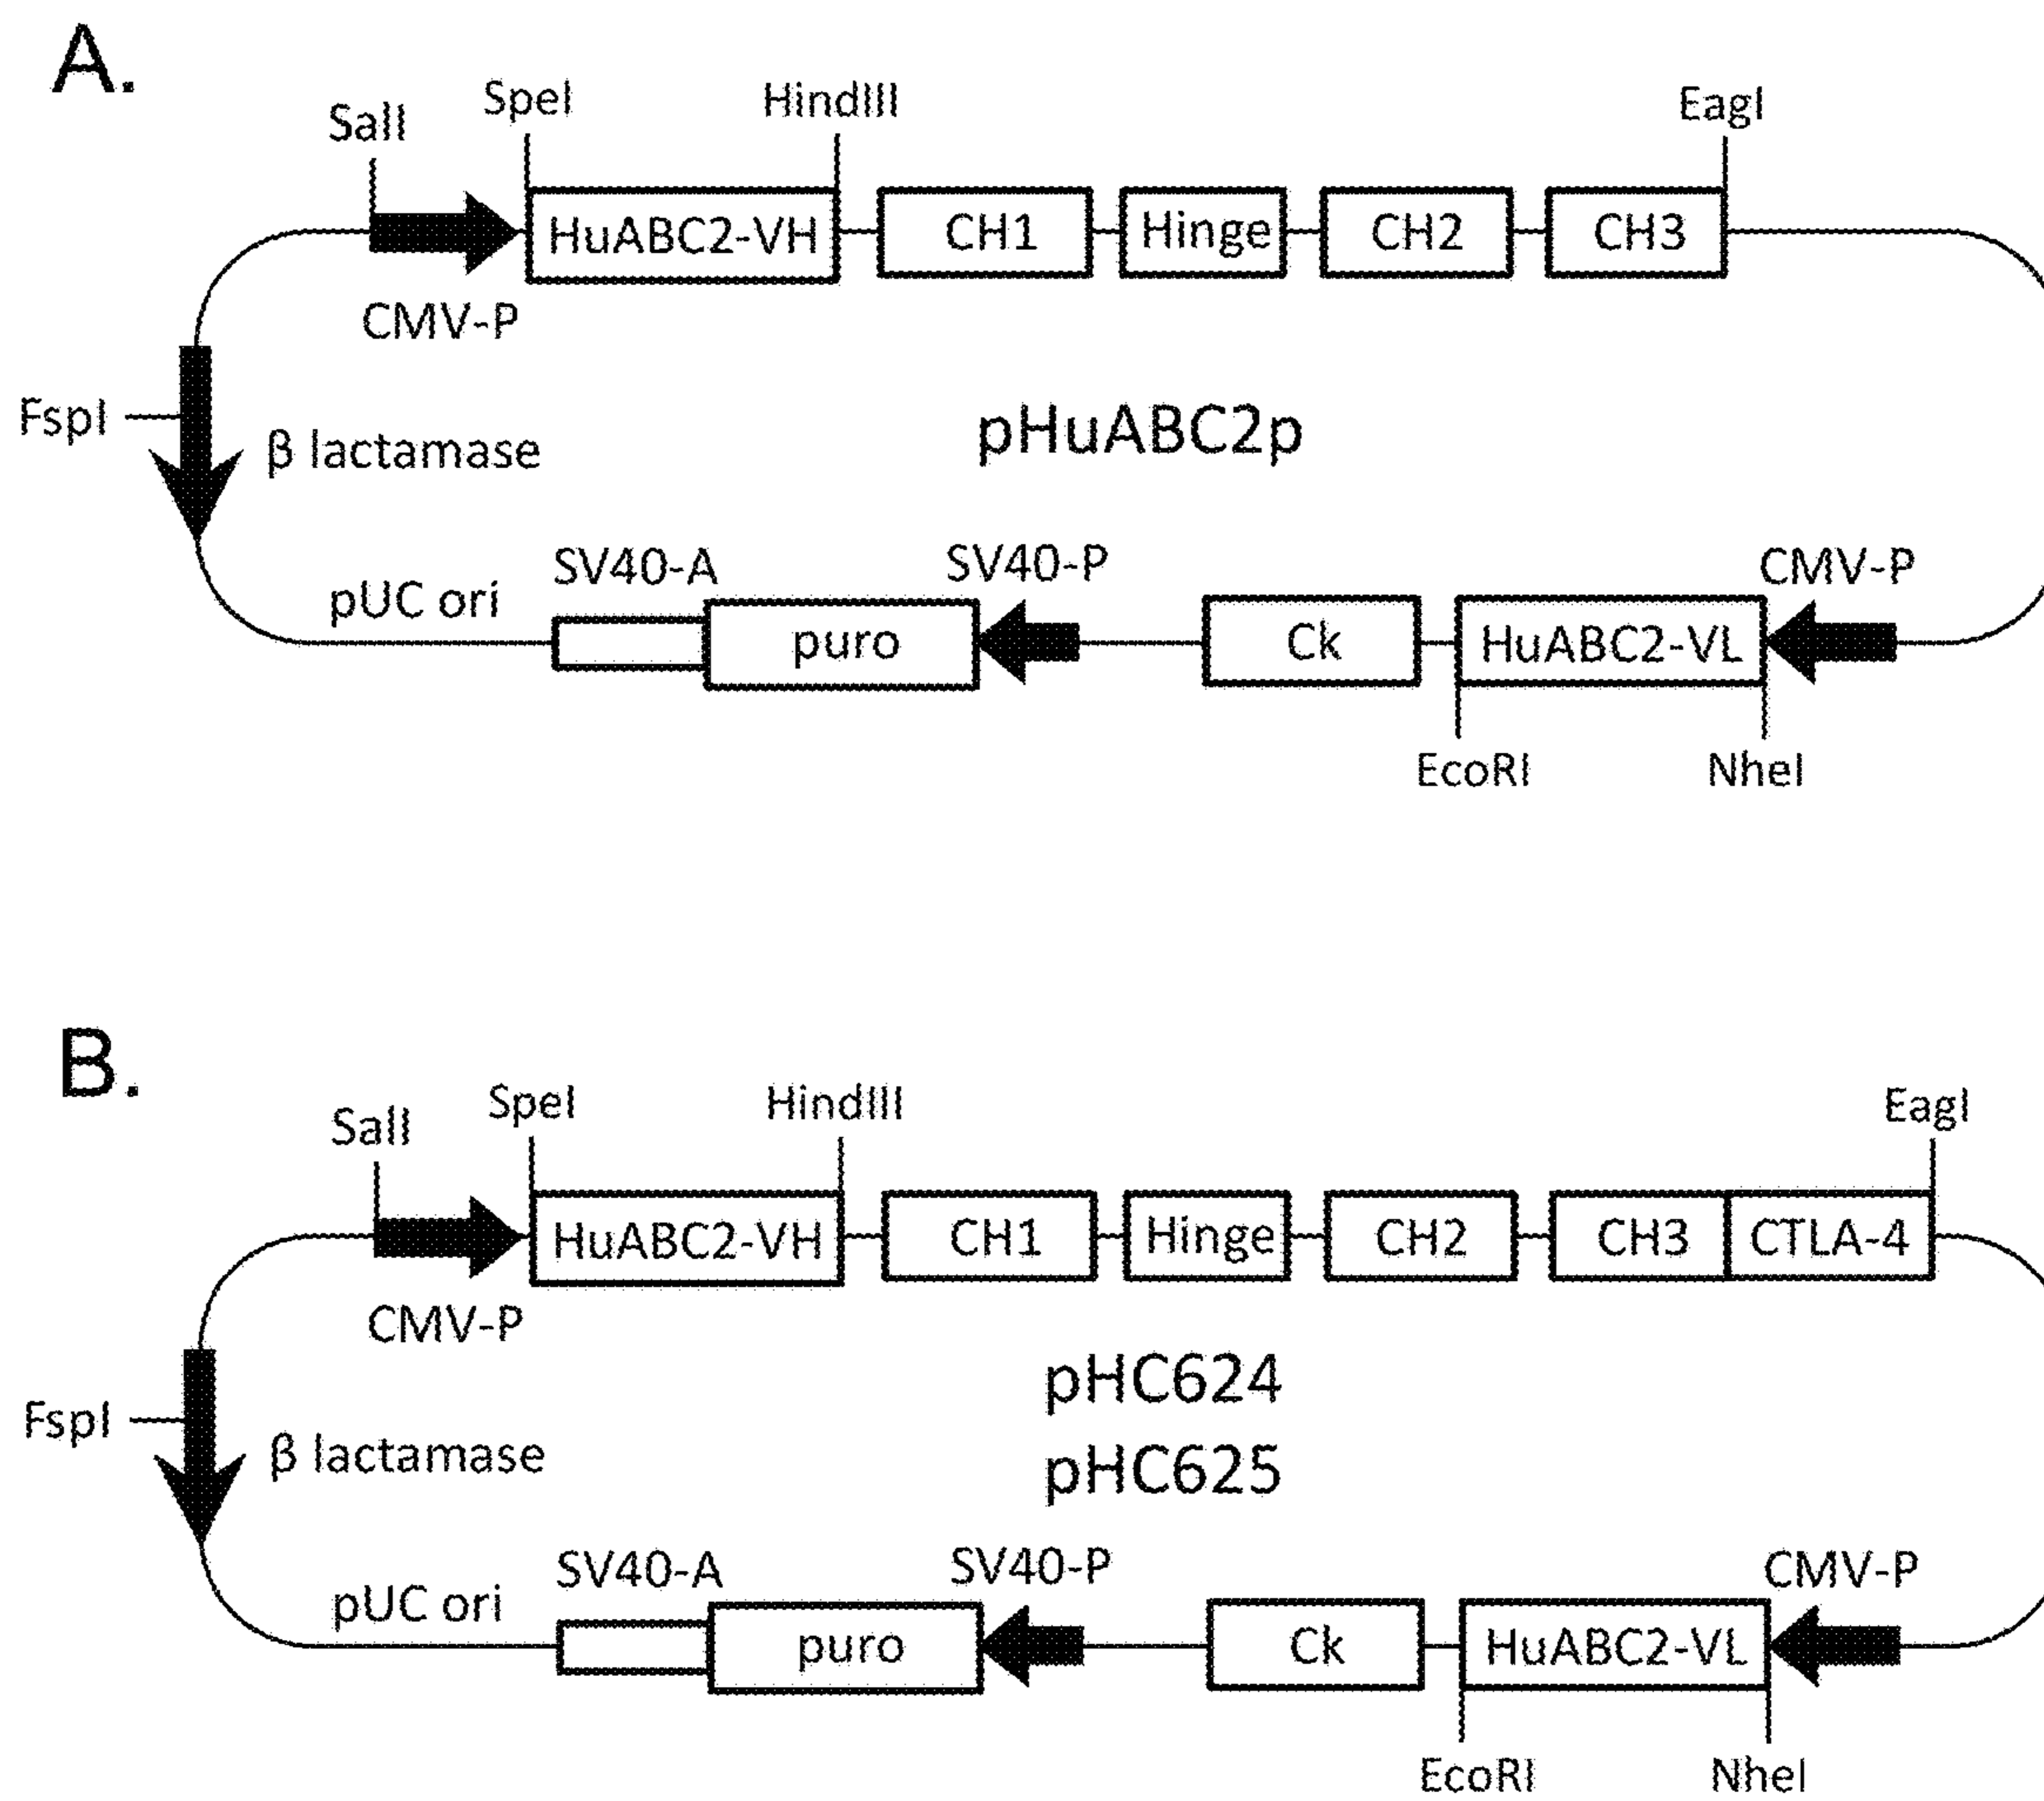 A.
SalI
SpeI
HindIII
EagI
HuABC2-VH
CH1
Hinge
CH2
CH3
CMV-P
FspI
β lactamase
pHuABC2p
pUC ori
SV40-A
puro
SV40-P
Ck
HuABC2-VL
CMV-P
EcoRI
NheI
B.
SalI
SpeI
HindIII
EagI
HuABC2-VH
CH1
Hinge
CH2
CH3
CTLA-4
CMV-P
FspI
β lactamase
pHC624
pHC625
pUC ori
SV40-A
puro
SV40-P
Ck
HuABC2-VL
CMV-P
EcoRI
NheI